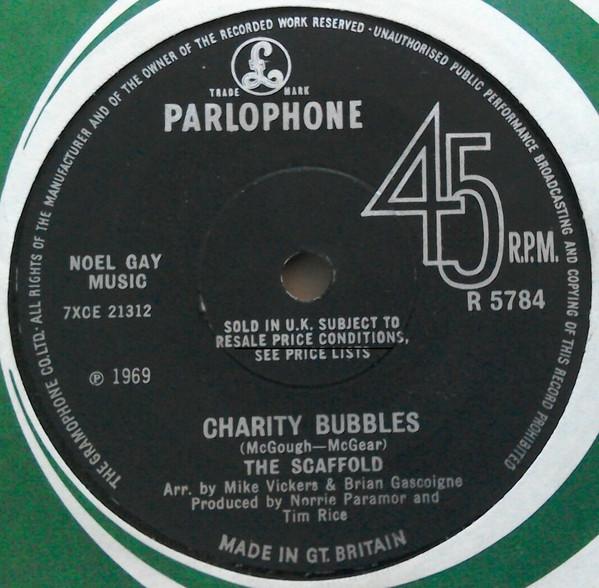 THE GRAMOPHONE CO.LTD.·ALL RIGHTS OF THE MANUFACTURER AND OF THE OWNER OF THE RECORDED WORK RESERVED·UNAUTHORISED PUBLIC PERFORMANCE BROADCASTING AND COPYING OF THIS RECORD PROHIBITED
£
TRADE MARK
PARLOPHONE
45
R.P.M.
R 5784
NOEL GAY
MUSIC
7XCE 21312
SOLD IN U.K. SUBJECT TO
RESALE PRICE CONDITIONS,
SEE PRICE LISTS
℗ 1969
CHARITY BUBBLES
(McGough—McGear)
THE SCAFFOLD
Arr. by Mike Vickers & Brian Gascoigne
Produced by Norrie Paramor and
Tim Rice
MADE IN GT. BRITAIN